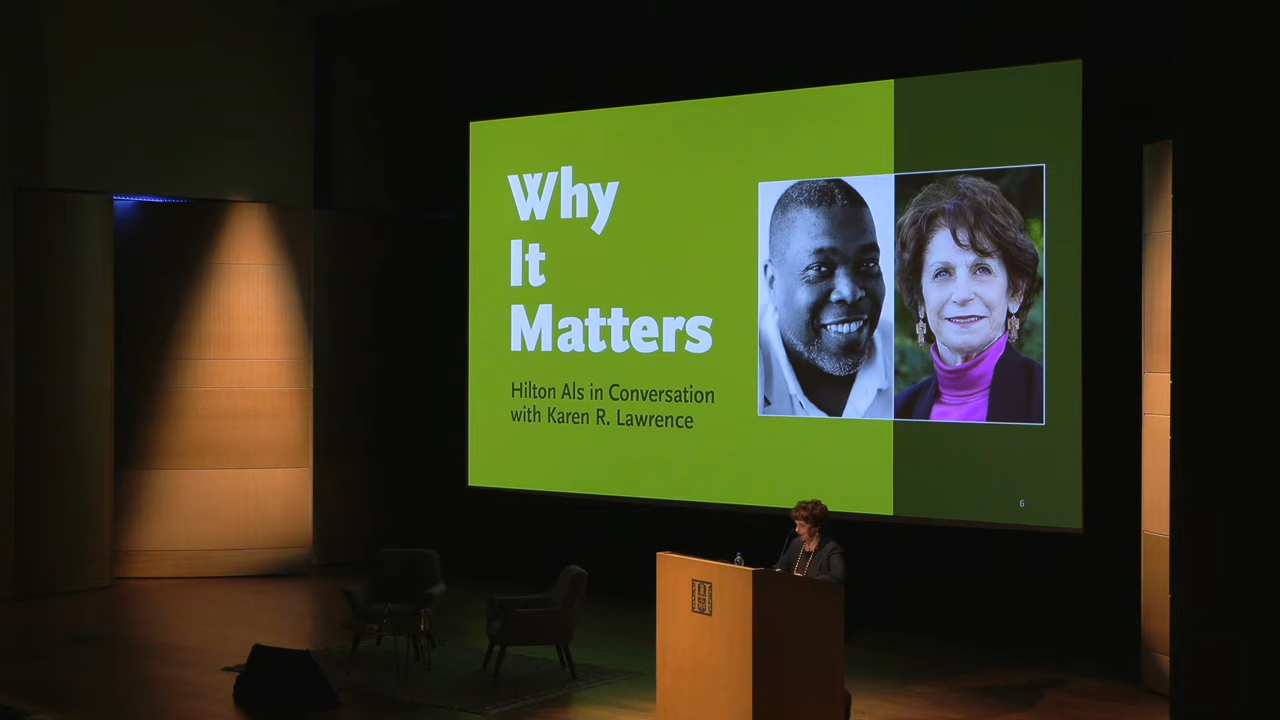 Why
It
Matters
Hilton Als in Conversation
with Karen R. Lawrence
6
H